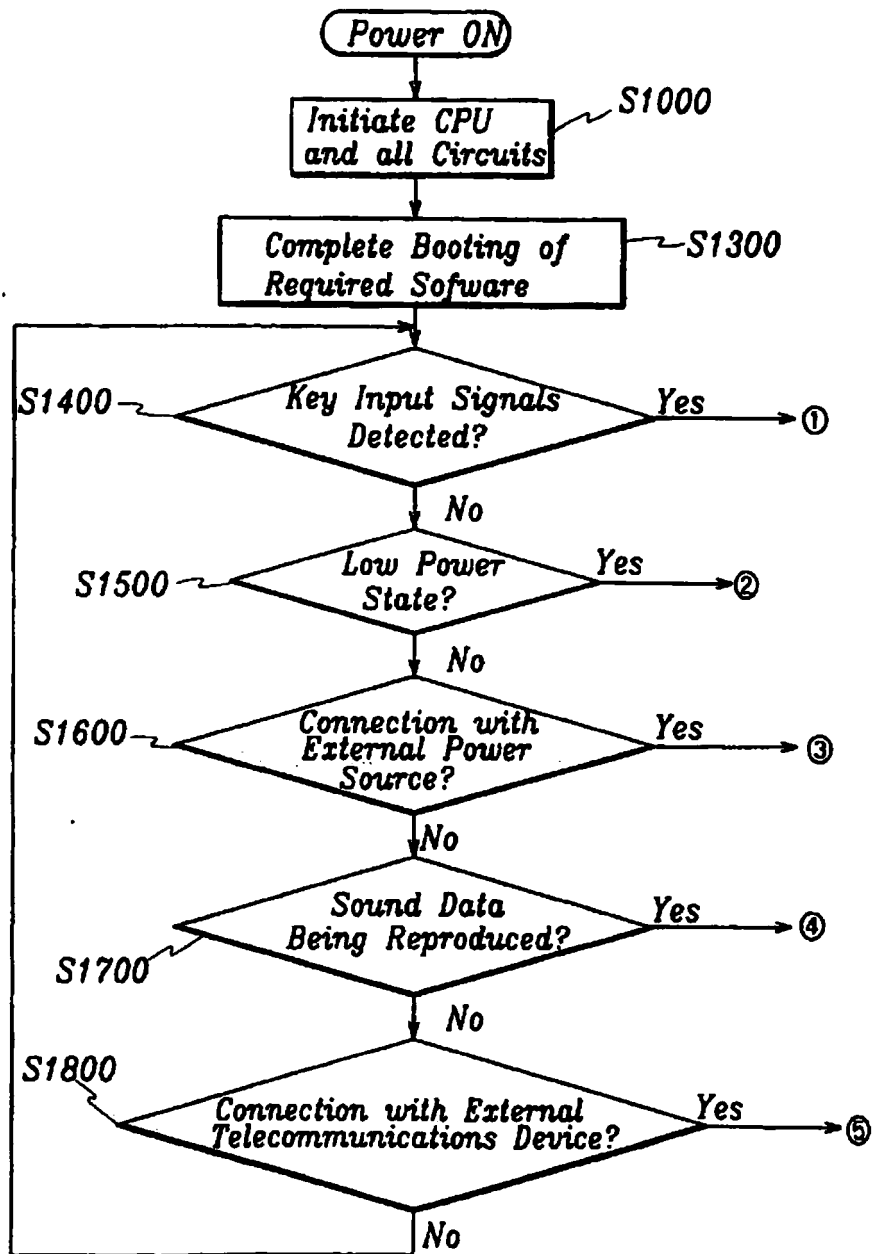 Power ON
S1000
Initiate CPU
and all Circuits
S1300
Complete Booting of
Required Sofware
S1400
Key Input Signals
Detected?
Yes
①
No
S1500
Low Power
State?
Yes
②
No
S1600
Connection with
External Power
Source?
Yes
③
No
S1700
Sound Data
Being Reproduced?
Yes
④
No
S1800
Connection with External
Telecommunications Device?
Yes
⑤
No